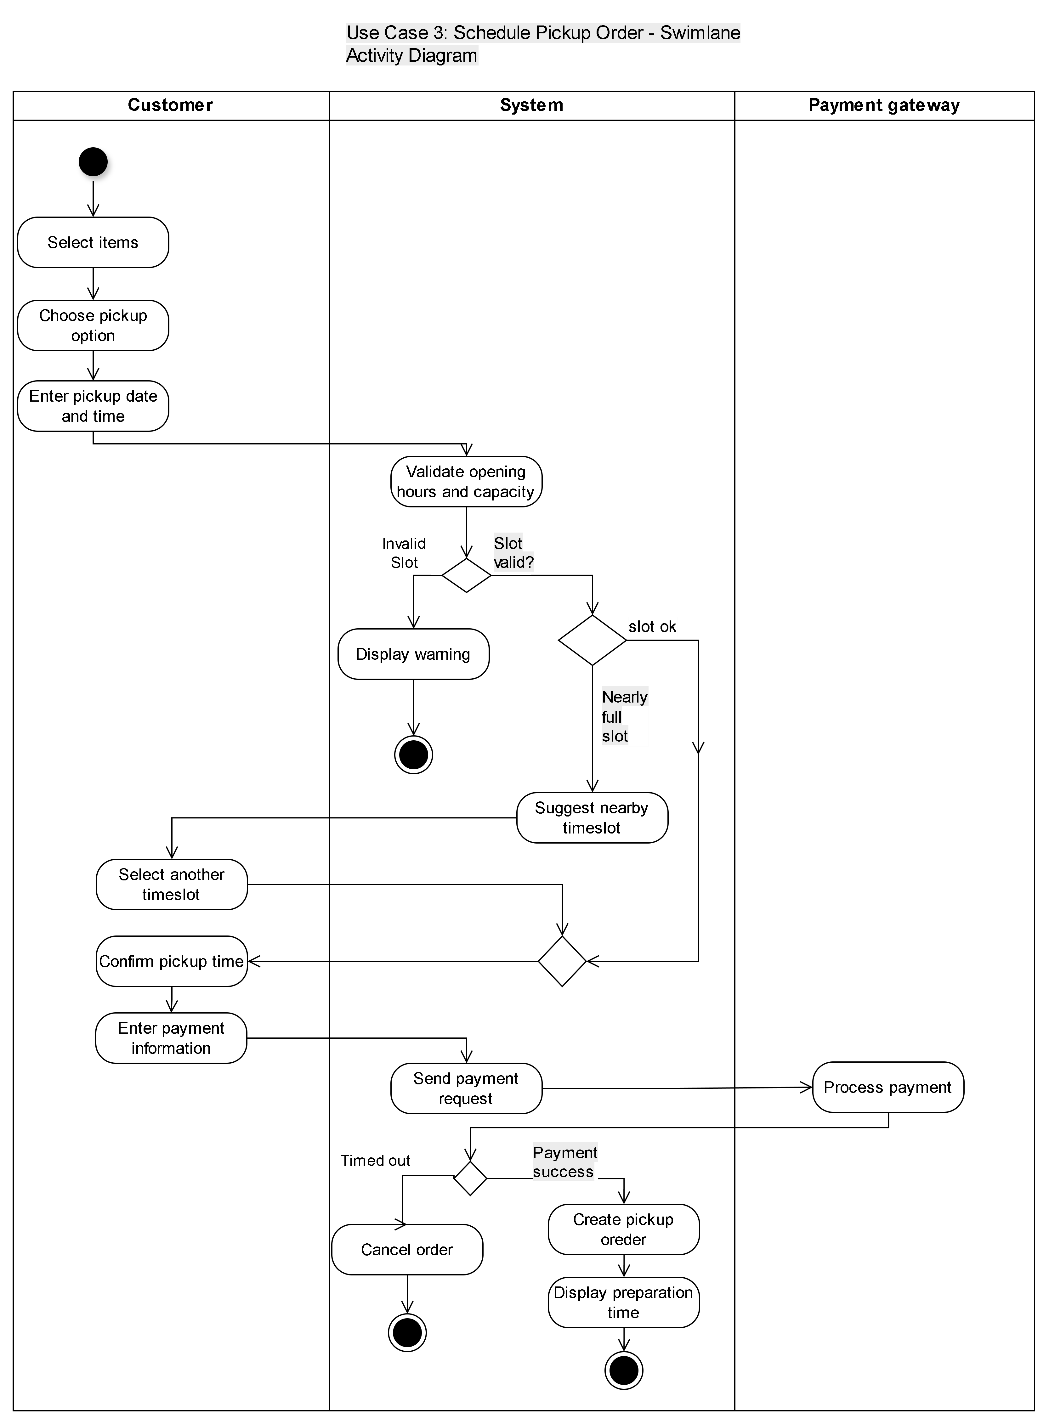 Use Case 3: Schedule Pickup Order - Swimlane
Activity Diagram
Customer
System
Payment gateway
Select items
Choose pickup
option
Enter pickup date
and time
Validate opening
hours and capacity
Invalid
Slot
Slot
valid?
slot ok
Display warning
Nearly
full
slot
Suggest nearby
timeslot
Select another
timeslot
Confirm pickup time
Enter payment
information
Send payment
request
Process payment
Timed out
Payment
success
Create pickup
oreder
Cancel order
Display preparation
time